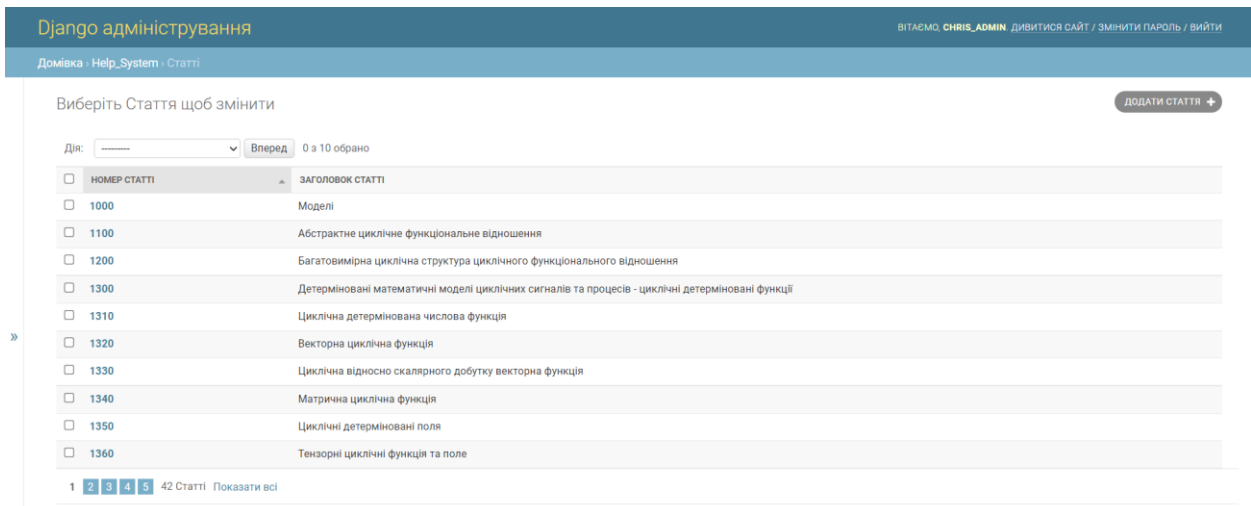 Django адміністрування
ВІТАЄМО, CHRIS_ADMIN. ДИВИТИСЯ САЙТ / ЗМІНИТИ ПАРОЛЬ / ВИЙТИ
Домівка › Help_System › Статті
Виберіть Стаття щоб змінити
ДОДАТИ СТАТТЯ +
Дія: --------- Вперед 0 з 10 обрано
НОМЕР СТАТТІ ЗАГОЛОВОК СТАТТІ
1000 Моделі
1100 Абстрактне циклічне функціональне відношення
1200 Багатовимірна циклічна структура циклічного функціонального відношення
1300 Детерміновані математичні моделі циклічних сигналів та процесів - циклічні детерміновані функції
1310 Циклічна детермінована числова функція
»
1320 Векторна циклічна функція
1330 Циклічна відносно скалярного добутку векторна функція
1340 Матрична циклічна функція
1350 Циклічні детерміновані поля
1360 Тензорні циклічні функція та поле
1 2 3 4 5 42 Статті Показати всі